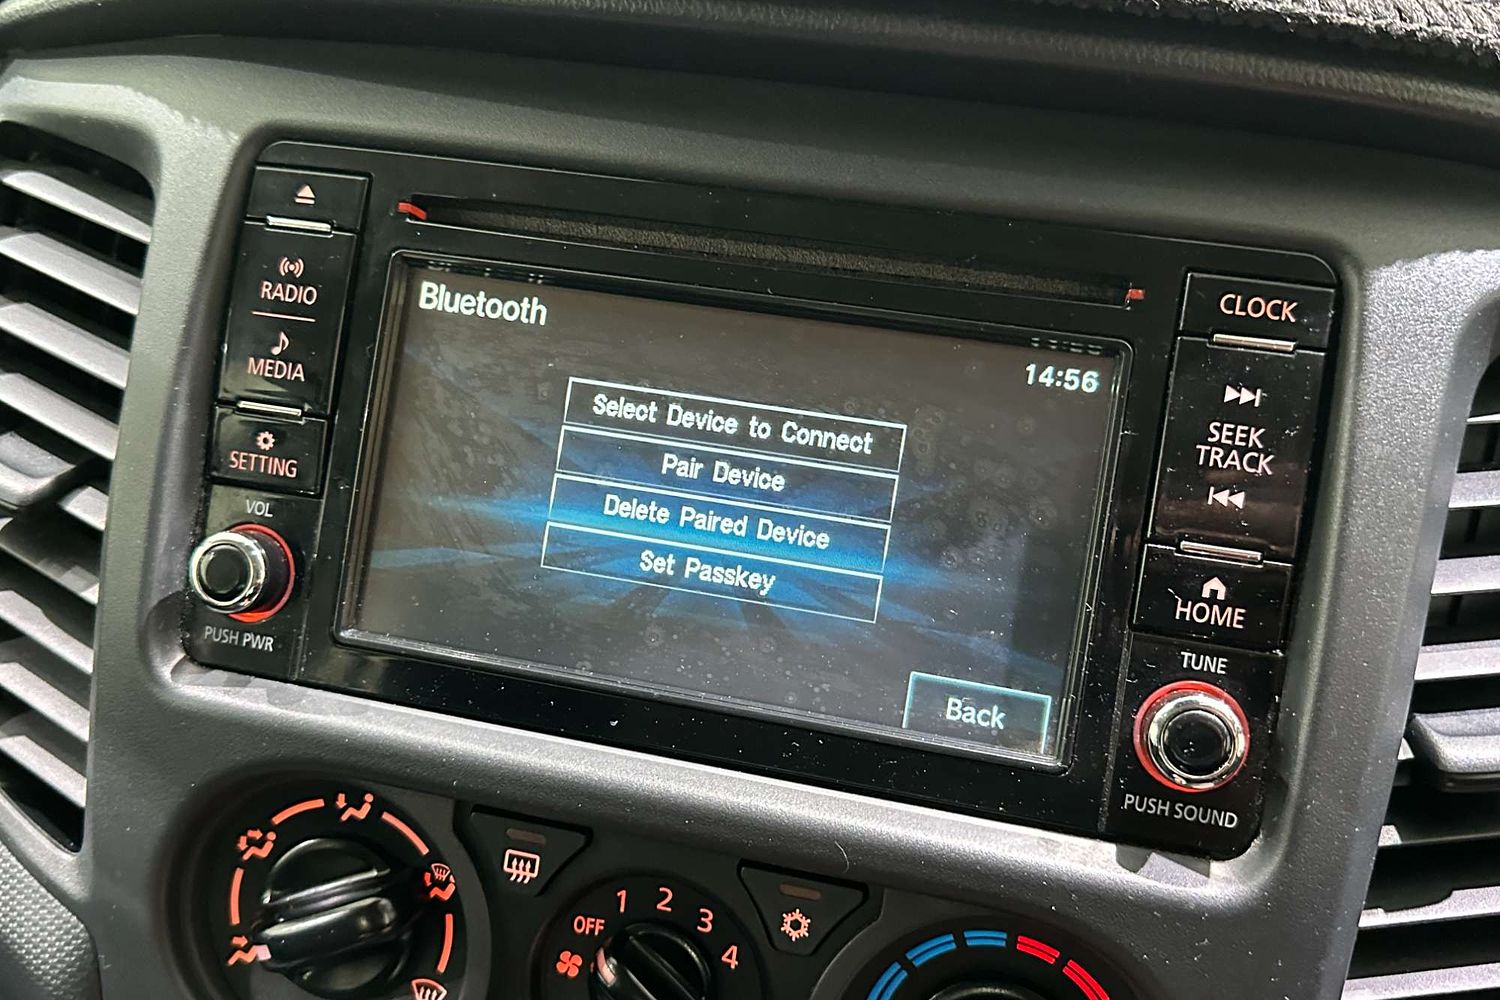 RADIO
MEDIA
SETTING
VOL
PUSH PWR
Bluetooth
14:56
Select Device to Connect
Pair Device
Delete Paired Device
Set Passkey
Back
CLOCK
SEEK
TRACK
HOME
TUNE
PUSH SOUND
OFF
1
2
3
4